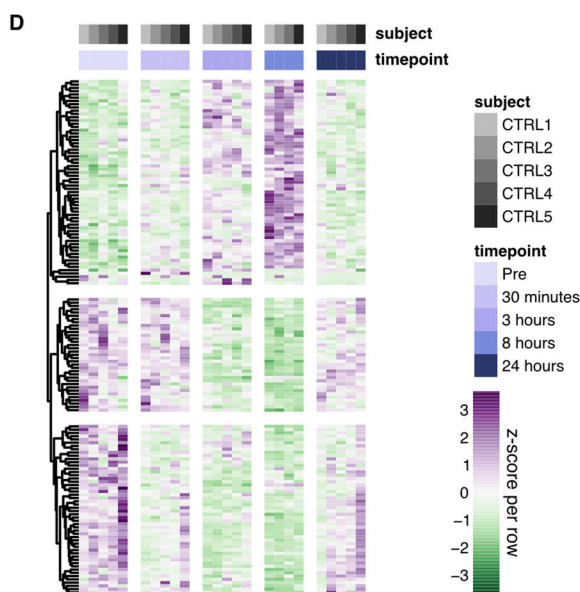 D
subject
timepoint
subject
CTRL1
CTRL2
CTRL3
CTRL4
CTRL5
timepoint
Pre
30 minutes
3 hours
8 hours
24 hours
3
2
1
0
−1
−2
−3
z-score per row